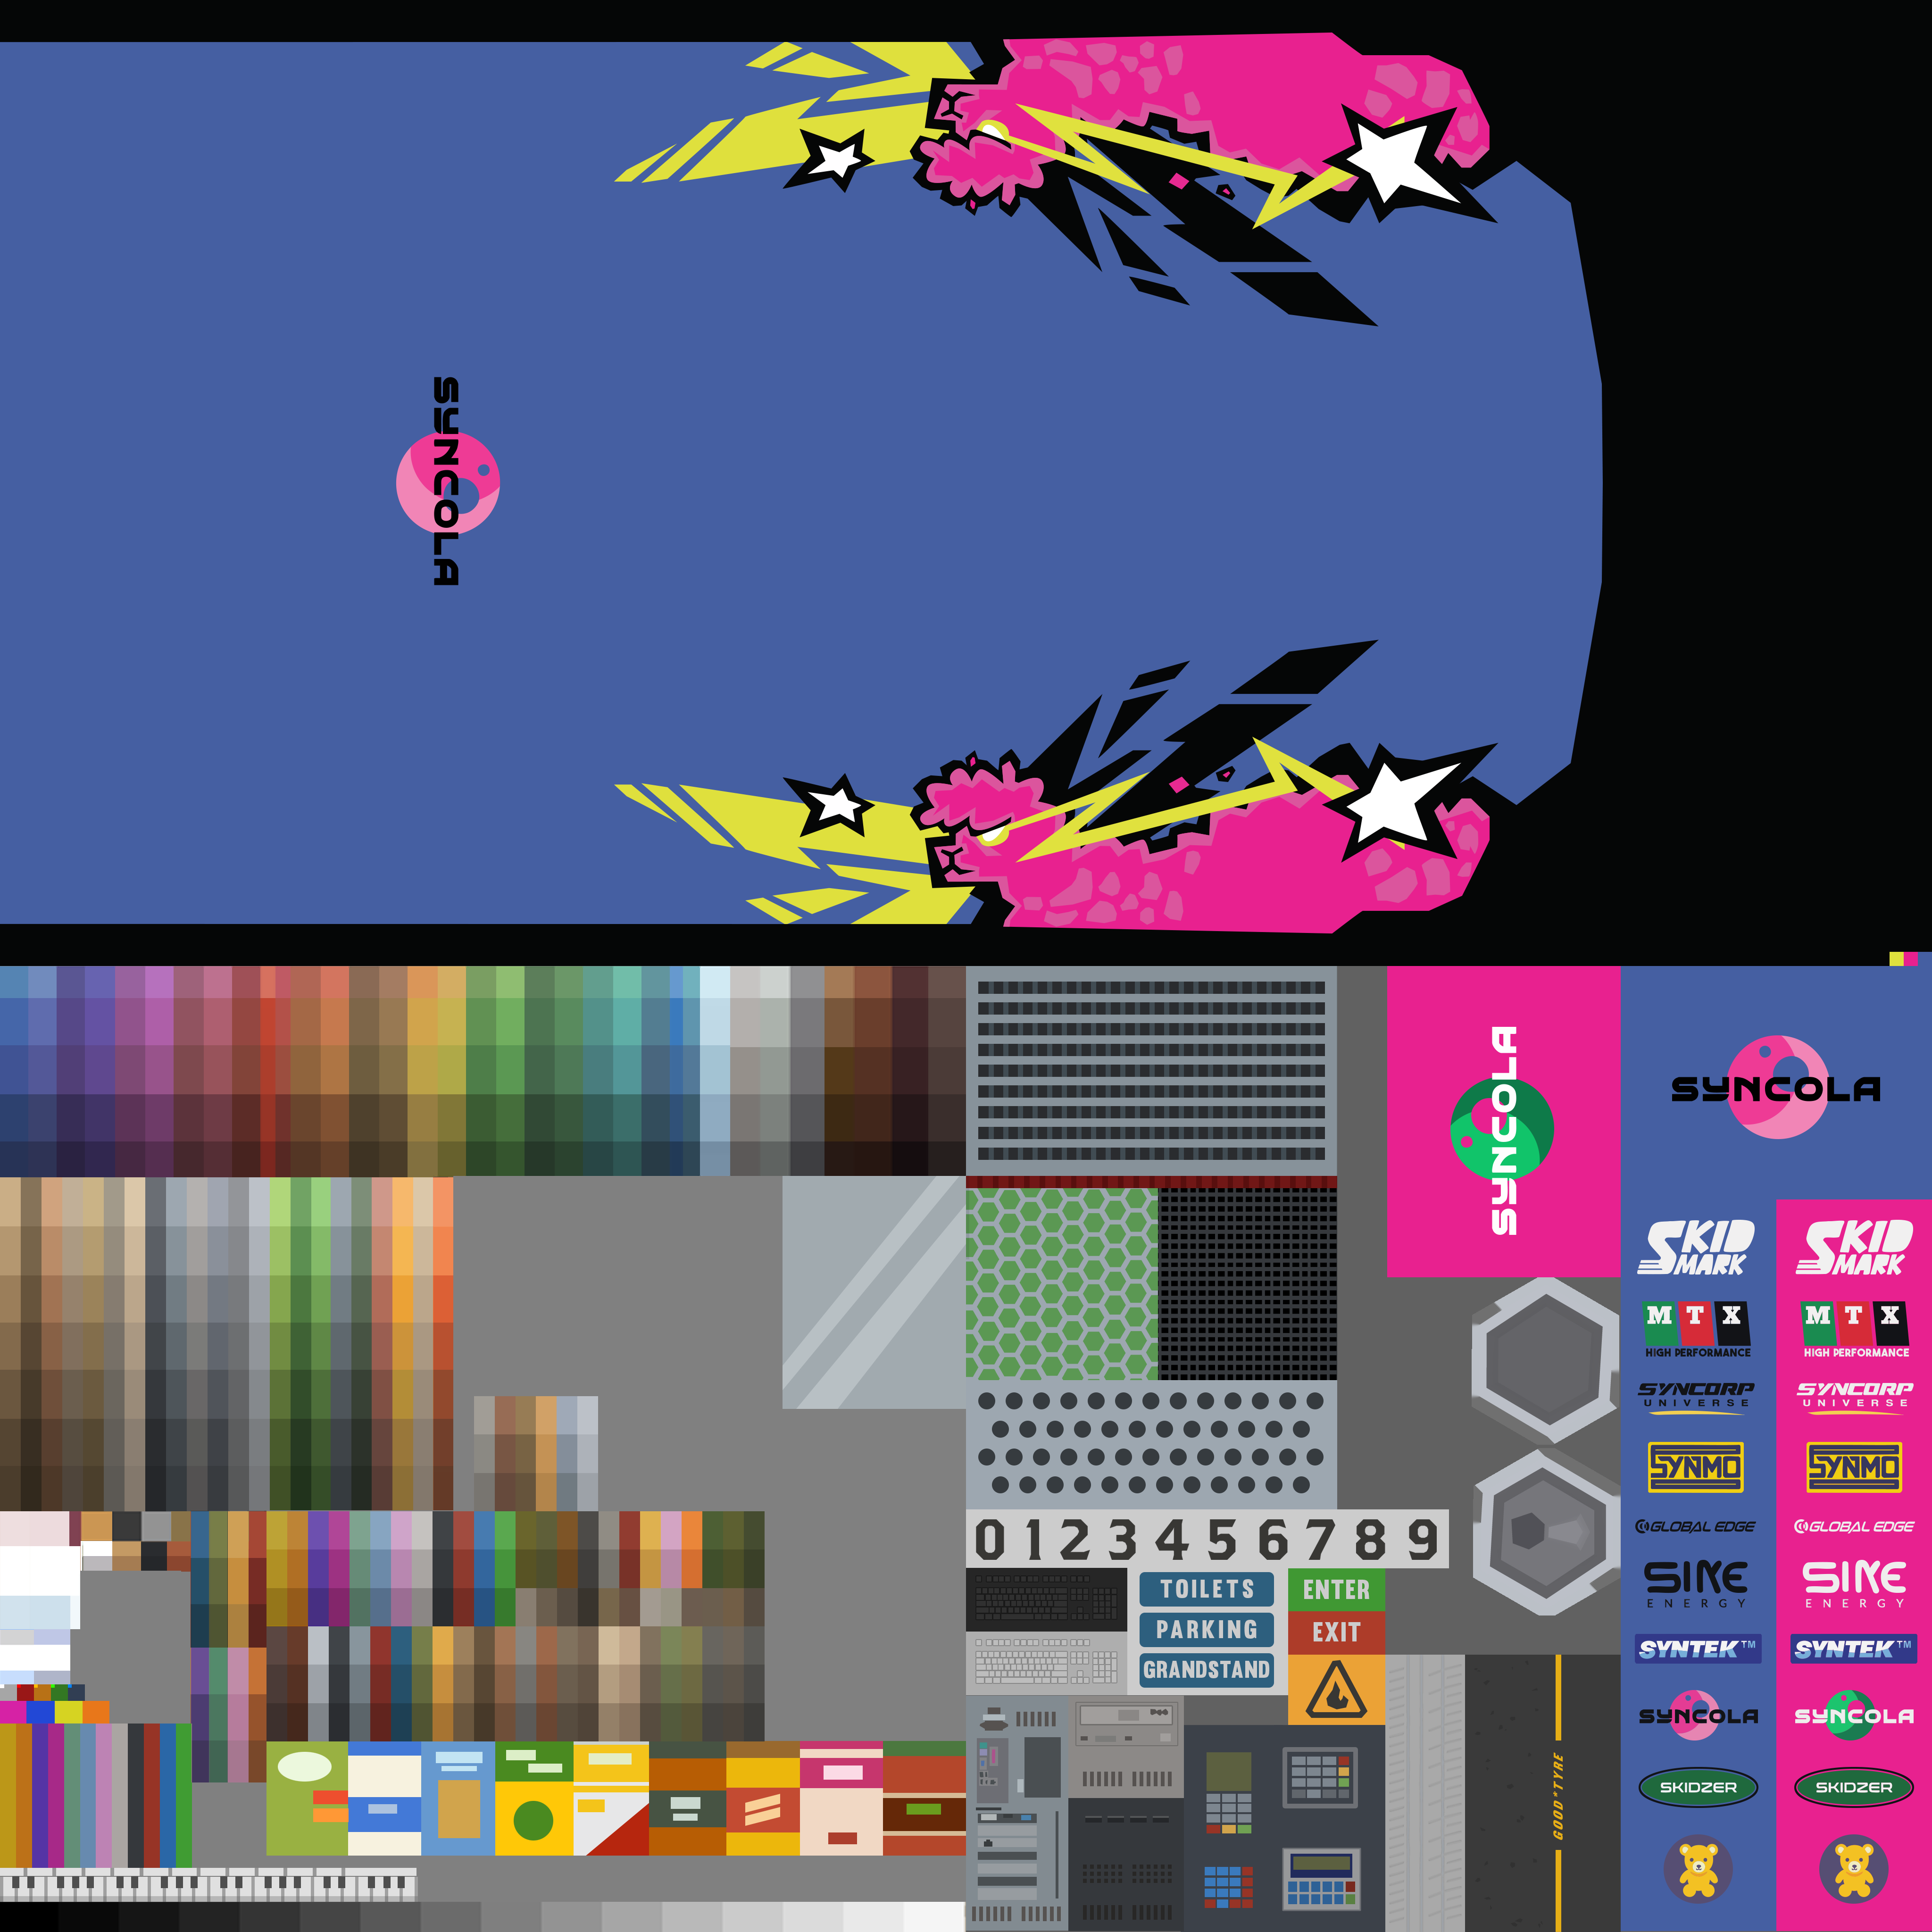 SYNCOLA
SYNCOLA
SYNCOLA
SKID
MARK
SKID
MARK
M T X
HIGH PERFORMANCE
M T X
HIGH PERFORMANCE
SYNCORP
UNIVERSE
SYNCORP
UNIVERSE
SYNMO
SYNMO
0 1 2 3 4 5 6 7 8 9
GLOBAL EDGE
GLOBAL EDGE
TOILETS
PARKING
GRANDSTAND
ENTER
EXIT
SIKE
ENERGY
SIKE
ENERGY
SYNTEK™
SYNTEK™
SYNCOLA
SYNCOLA
SKIDZER
SKIDZER
GOOD*TYRE